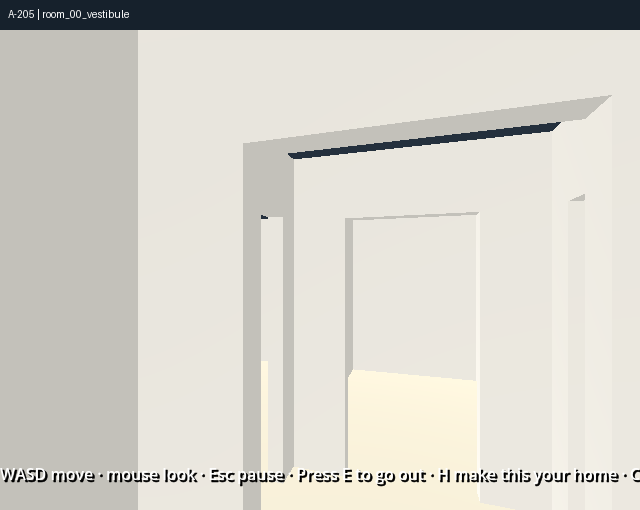 A-205 | room_00_vestibule
WASD move · mouse look · Esc pause · Press E to go out · H make this your home · C